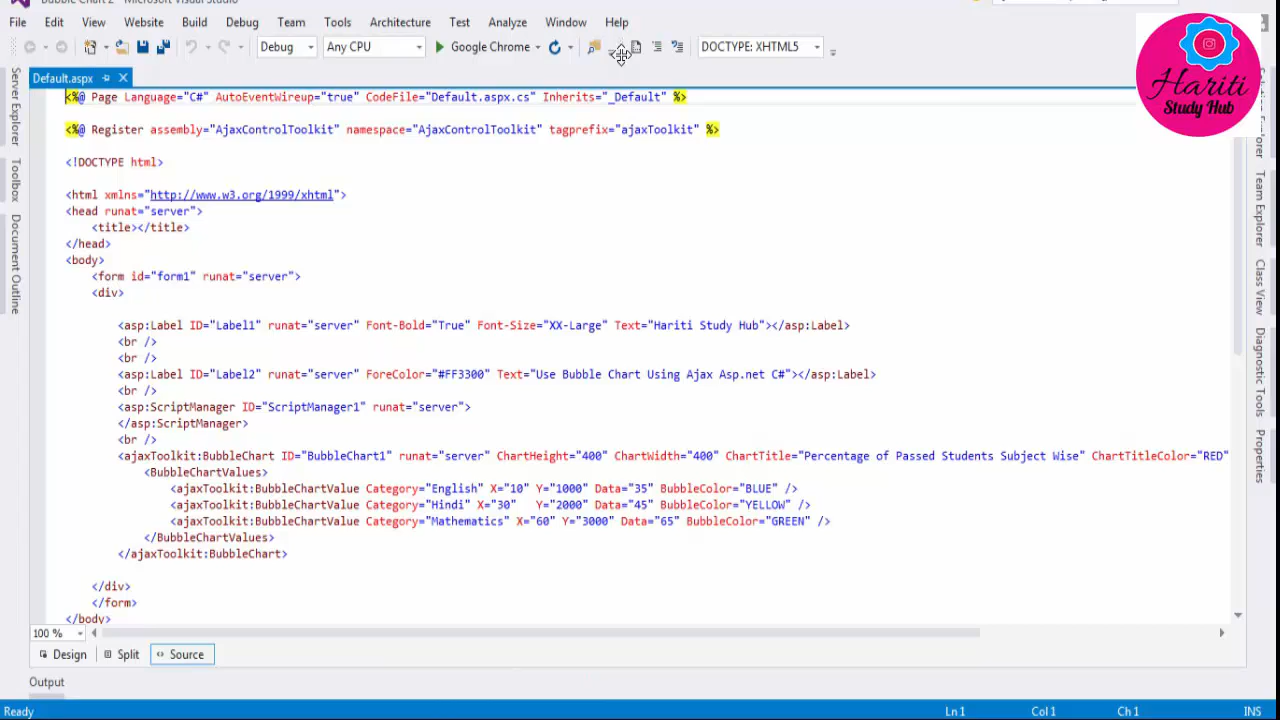 Bubble Chart 2 - Microsoft Visual Studio
File Edit View Website Build Debug Team Tools Architecture Test Analyze Window Help
Debug Any CPU Google Chrome DOCTYPE: XHTML5
Hariti
Study Hub
Default.aspx
<%@ Page Language="C#" AutoEventWireup="true" CodeFile="Default.aspx.cs" Inherits="_Default" %>
<%@ Register assembly="AjaxControlToolkit" namespace="AjaxControlToolkit" tagprefix="ajaxToolkit" %>
<!DOCTYPE html>
<html xmlns="http://www.w3.org/1999/xhtml">
<head runat="server">
<title></title>
</head>
<body>
<form id="form1" runat="server">
<div>
<asp:Label ID="Label1" runat="server" Font-Bold="True" Font-Size="XX-Large" Text="Hariti Study Hub"></asp:Label>
<br />
<br />
<asp:Label ID="Label2" runat="server" ForeColor="#FF3300" Text="Use Bubble Chart Using Ajax Asp.net C#"></asp:Label>
<br />
<asp:ScriptManager ID="ScriptManager1" runat="server">
</asp:ScriptManager>
<br />
<ajaxToolkit:BubbleChart ID="BubbleChart1" runat="server" ChartHeight="400" ChartWidth="400" ChartTitle="Percentage of Passed Students Subject Wise" ChartTitleColor="RED"
<BubbleChartValues>
<ajaxToolkit:BubbleChartValue Category="English" X="10" Y="1000" Data="35" BubbleColor="BLUE" />
<ajaxToolkit:BubbleChartValue Category="Hindi" X="30" Y="2000" Data="45" BubbleColor="YELLOW" />
<ajaxToolkit:BubbleChartValue Category="Mathematics" X="60" Y="3000" Data="65" BubbleColor="GREEN" />
</BubbleChartValues>
</ajaxToolkit:BubbleChart>
</div>
</form>
</body>
Server Explorer
Toolbox
Document Outline
Team Explorer
Class View
Diagnostic Tools
Properties
100 %
Design Split Source
Output
Ready
Ln 1 Col 1 Ch 1 INS